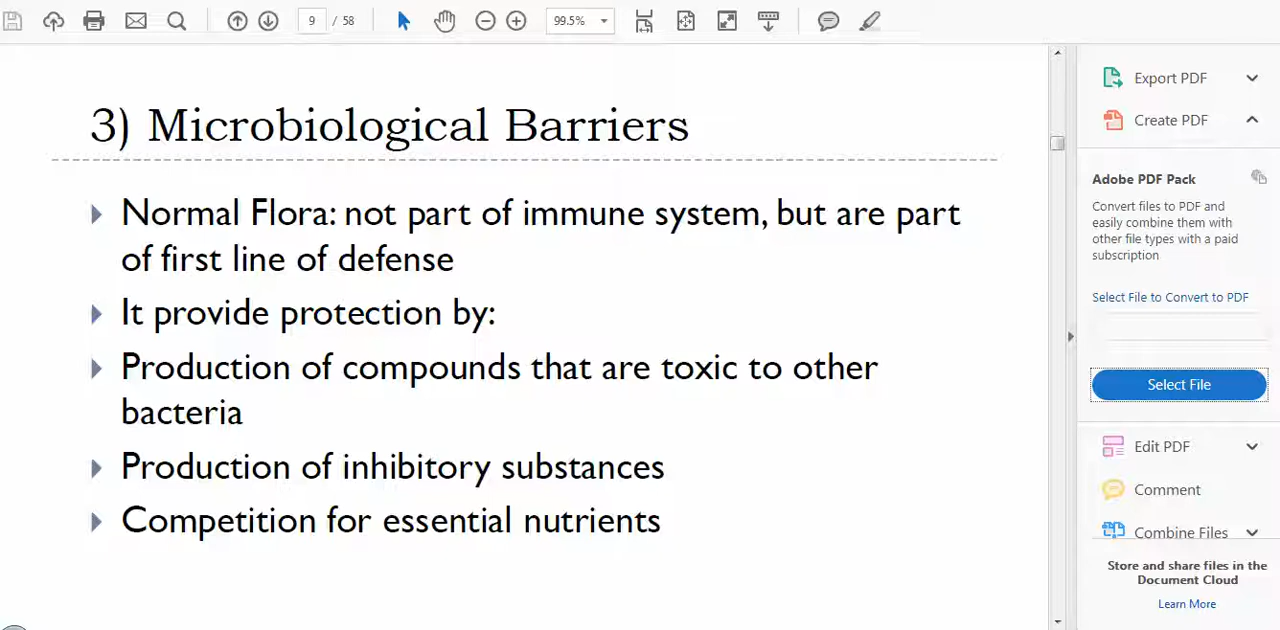 9 / 58
99.5%
3) Microbiological Barriers
Normal Flora: not part of immune system, but are part
of first line of defense
It provide protection by:
Production of compounds that are toxic to other
bacteria
Production of inhibitory substances
Competition for essential nutrients
Export PDF
Create PDF
Adobe PDF Pack
Convert files to PDF and
easily combine them with
other file types with a paid
subscription
Select File to Convert to PDF
Select File
Edit PDF
Comment
Combine Files
Store and share files in the
Document Cloud
Learn More